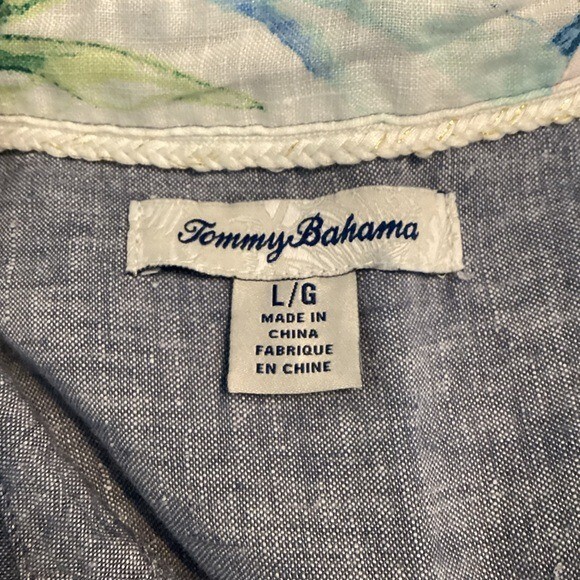 Tommy Bahama
L/G
MADE IN
CHINA
FABRIQUE
EN CHINE